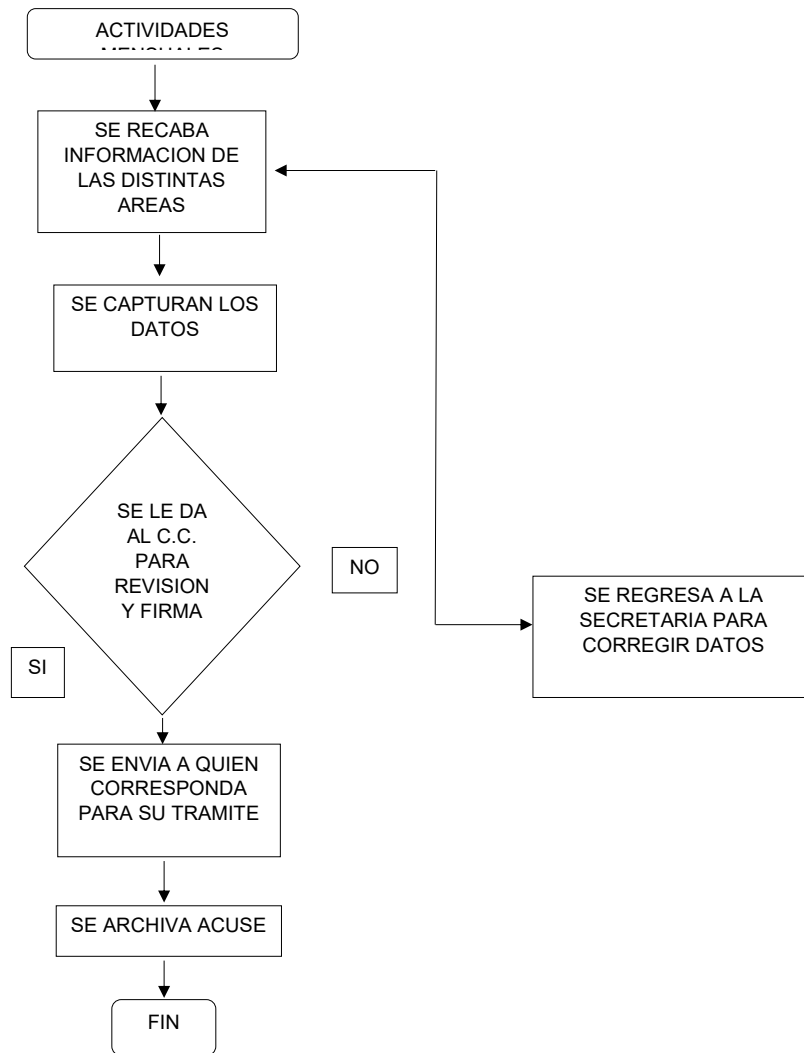 ACTIVIDADES
MENSUALES
SE RECABA
INFORMACION DE
LAS DISTINTAS
AREAS
SE CAPTURAN LOS
DATOS
SE LE DA
AL C.C.
PARA
REVISION
Y FIRMA
NO
SE REGRESA A LA
SECRETARIA PARA
CORREGIR DATOS
SI
SE ENVIA A QUIEN
CORRESPONDA
PARA SU TRAMITE
SE ARCHIVA ACUSE
FIN